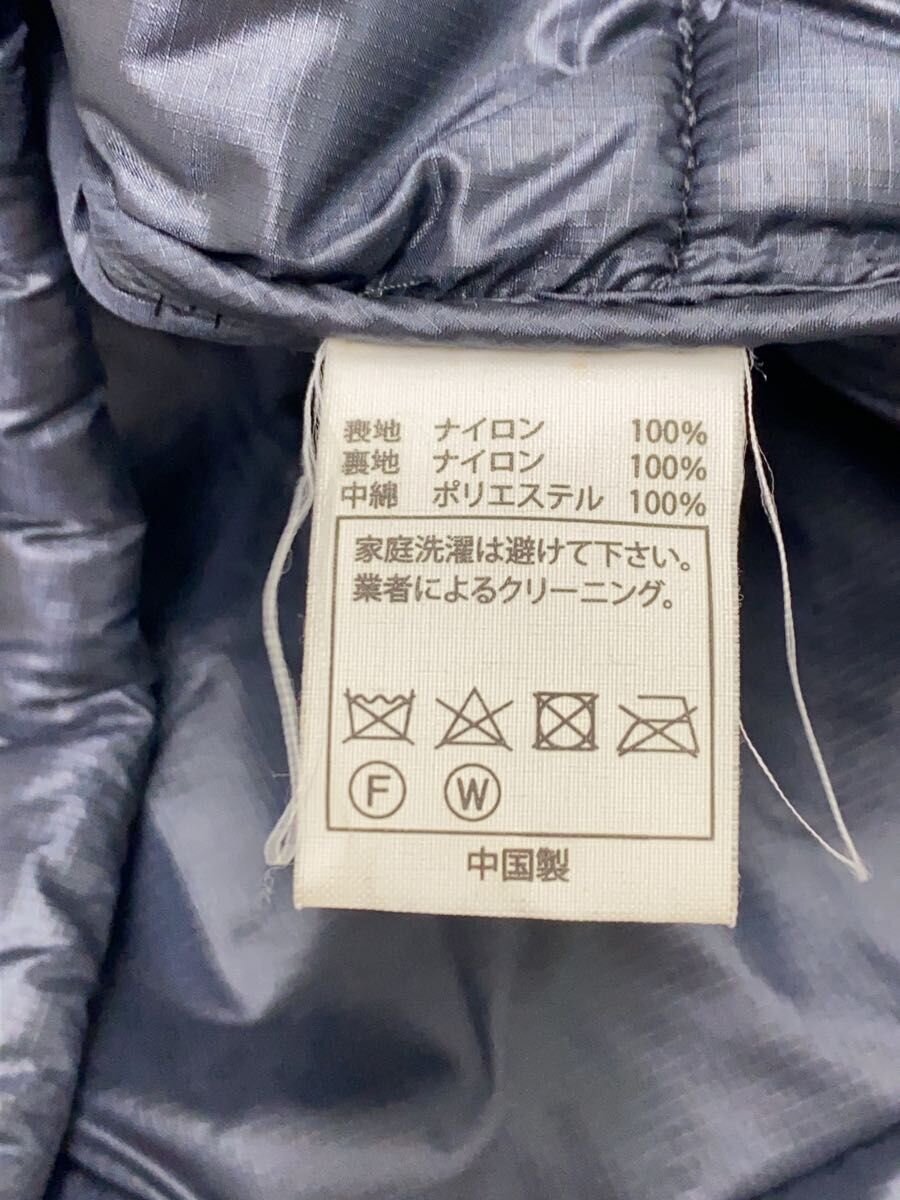 表地 ナイロン 100%
裏地 ナイロン 100%
中綿 ポリエステル 100%
家庭洗濯は避けて下さい。
業者によるクリーニング。
F W
中国製